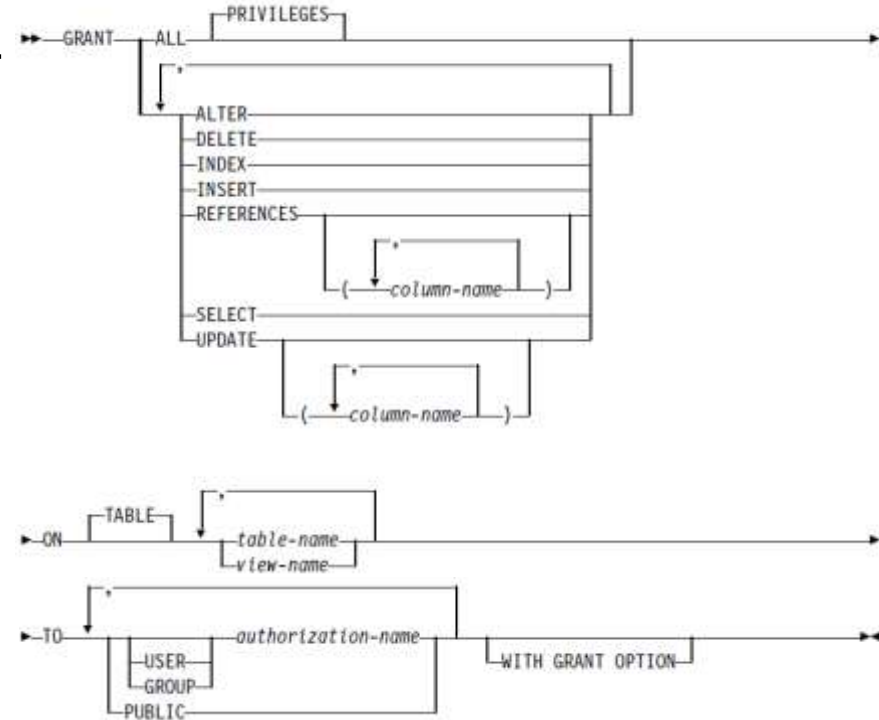 PRIVILEGES
GRANT ALL
,
ALTER
DELETE
INDEX
INSERT
REFERENCES
,
( column-name )
SELECT
UPDATE
,
( column-name )
,
TABLE
ON table-name
view-name
,
TO authorization-name
USER WITH GRANT OPTION
GROUP
PUBLIC